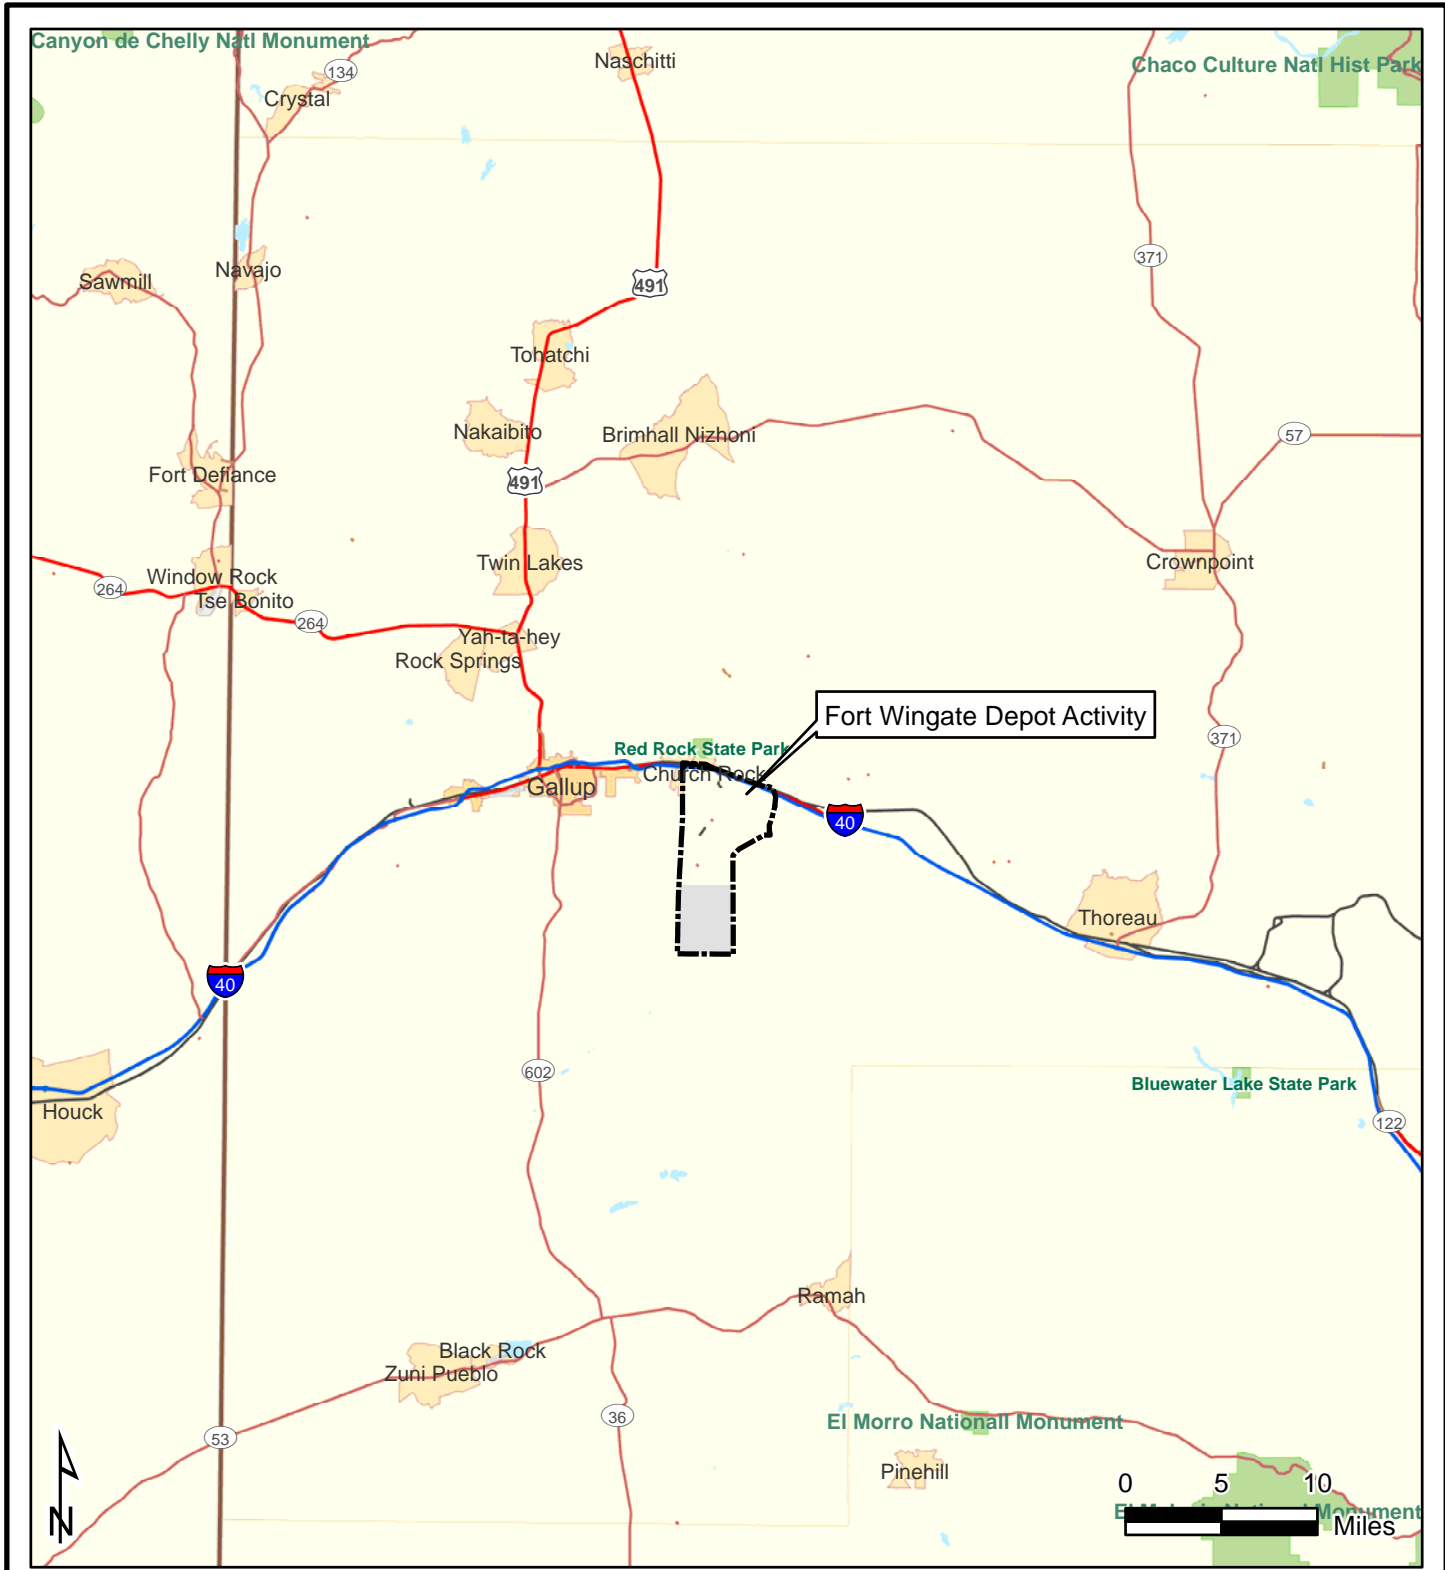 Canyon de Chelly Natl Monument
Naschitti
Chaco Culture Natl Hist Park
134
Crystal
371
Navajo
Sawmill
491
Tohatchi
Nakaibito
Brimhall Nizhoni
57
Fort Defiance
491
Twin Lakes
Crownpoint
Window Rock
264
Tse Bonito
264
Yah-ta-hey
Rock Springs
Fort Wingate Depot Activity
371
Red Rock State Park
Church Rock
Gallup
40
Thoreau
40
602
Bluewater Lake State Park
Houck
122
Ramah
Black Rock
Zuni Pueblo
36
El Morro Nationall Monument
53
Pinehill
0 5 10
Monument
Miles
N